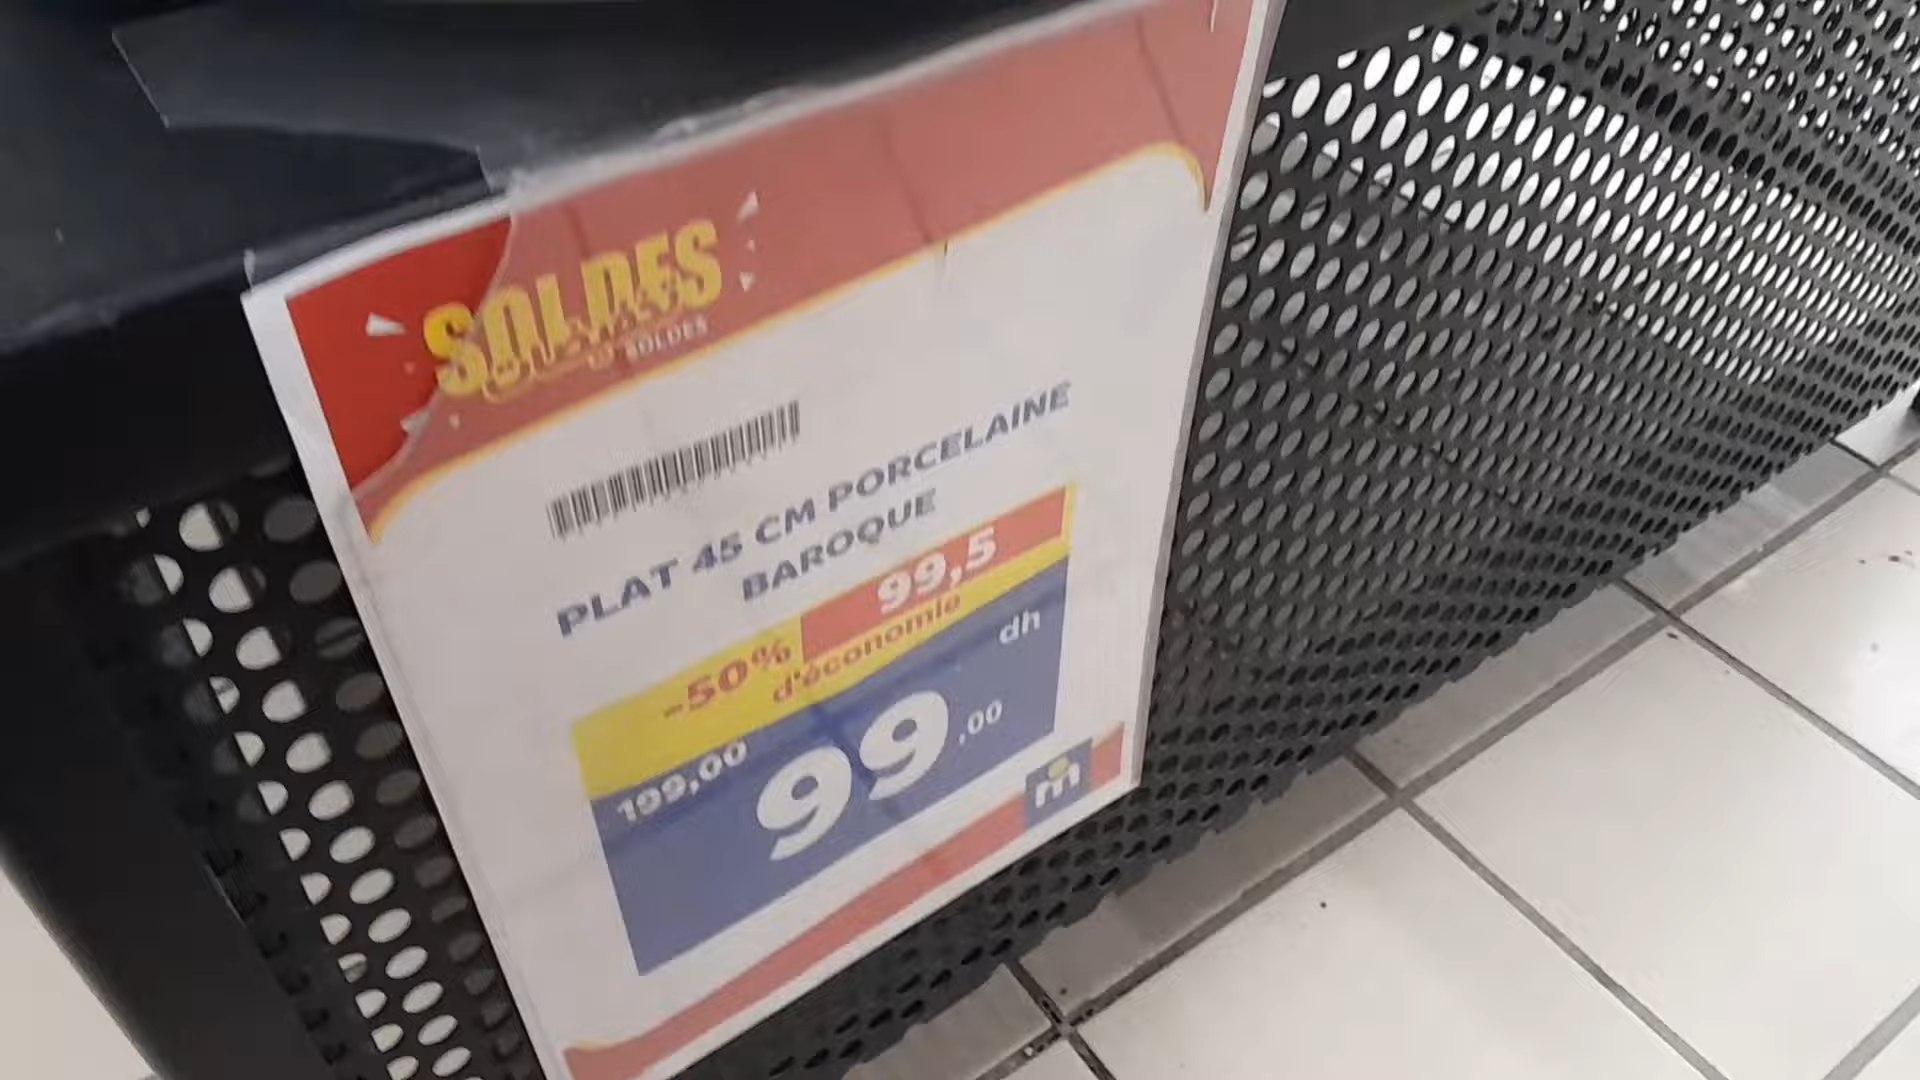 SOLDES
SOLDES
PLAT 45 CM PORCELAINE
BAROQUE
-50%
99,5
d'économie
dh
199,00
99,00
m